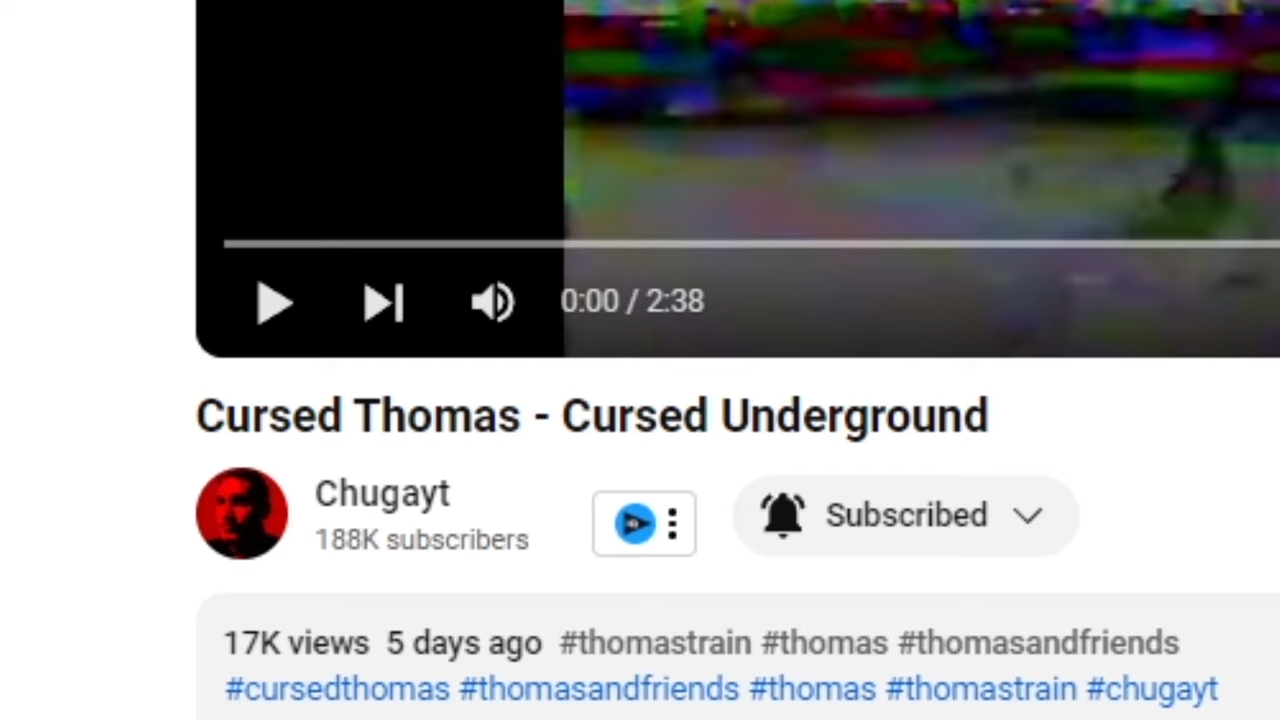 0:00 / 2:38
Cursed Thomas - Cursed Underground
Chugayt
188K subscribers
Subscribed
17K views 5 days ago #thomastrain #thomas #thomasandfriends
#cursedthomas #thomasandfriends #thomas #thomastrain #chugayt